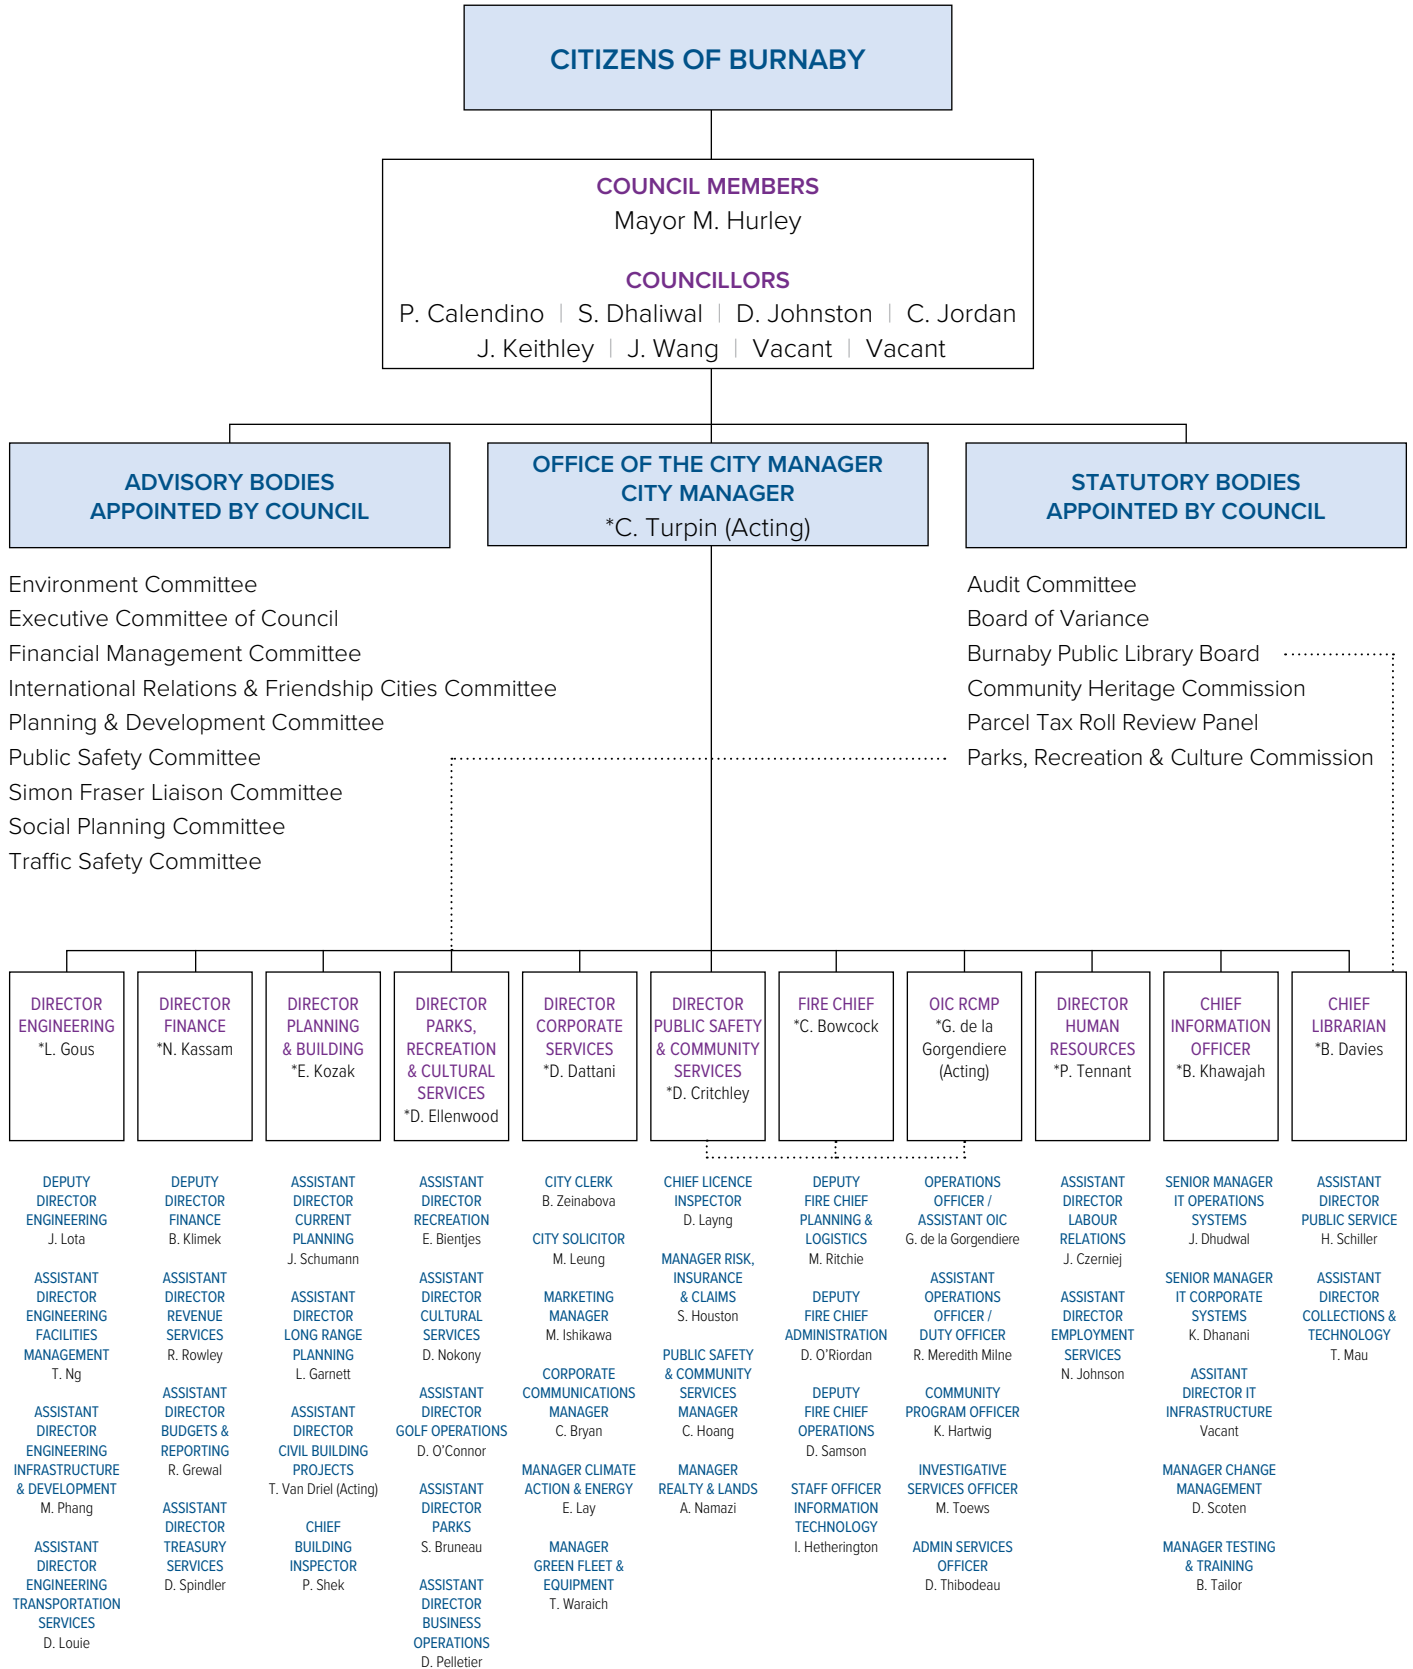 CITIZENS OF BURNABY
COUNCIL MEMBERS
Mayor M. Hurley
COUNCILLORS
P. Calendino | S. Dhaliwal | D. Johnston | C. Jordan
J. Keithley | J. Wang | Vacant | Vacant
ADVISORY BODIES
APPOINTED BY COUNCIL
OFFICE OF THE CITY MANAGER
CITY MANAGER
*C. Turpin (Acting)
STATUTORY BODIES
APPOINTED BY COUNCIL
Environment Committee
Executive Committee of Council
Financial Management Committee
International Relations & Friendship Cities Committee
Planning & Development Committee
Public Safety Committee
Simon Fraser Liaison Committee
Social Planning Committee
Traffic Safety Committee
Audit Committee
Board of Variance
Burnaby Public Library Board
Community Heritage Commission
Parcel Tax Roll Review Panel
Parks, Recreation & Culture Commission
DIRECTOR
ENGINEERING
*L. Gous
DIRECTOR
FINANCE
*N. Kassam
DIRECTOR
PLANNING
& BUILDING
*E. Kozak
DIRECTOR
PARKS,
RECREATION
& CULTURAL
SERVICES
*D. Ellenwood
DIRECTOR
CORPORATE
SERVICES
*D. Dattani
DIRECTOR
PUBLIC SAFETY
& COMMUNITY
SERVICES
*D. Critchley
FIRE CHIEF
*C. Bowcock
OIC RCMP
*G. de la
Gorgendiere
(Acting)
DIRECTOR
HUMAN
RESOURCES
*P. Tennant
CHIEF
INFORMATION
OFFICER
*B. Khawajah
CHIEF
LIBRARIAN
*B. Davies
DEPUTY
DIRECTOR
ENGINEERING
J. Lota
ASSISTANT
DIRECTOR
ENGINEERING
FACILITIES
MANAGEMENT
T. Ng
ASSISTANT
DIRECTOR
ENGINEERING
INFRASTRUCTURE
& DEVELOPMENT
M. Phang
ASSISTANT
DIRECTOR
ENGINEERING
TRANSPORTATION
SERVICES
D. Louie
DEPUTY
DIRECTOR
FINANCE
B. Klimek
ASSISTANT
DIRECTOR
REVENUE
SERVICES
R. Rowley
ASSISTANT
DIRECTOR
BUDGETS &
REPORTING
R. Grewal
ASSISTANT
DIRECTOR
TREASURY
SERVICES
D. Spindler
ASSISTANT
DIRECTOR
CURRENT
PLANNING
J. Schumann
ASSISTANT
DIRECTOR
LONG RANGE
PLANNING
L. Garnett
ASSISTANT
DIRECTOR
CIVIL BUILDING
PROJECTS
T. Van Driel (Acting)
CHIEF
BUILDING
INSPECTOR
P. Shek
ASSISTANT
DIRECTOR
RECREATION
E. Bientjes
ASSISTANT
DIRECTOR
CULTURAL
SERVICES
D. Nokony
ASSISTANT
DIRECTOR
GOLF OPERATIONS
D. O'Connor
ASSISTANT
DIRECTOR
PARKS
S. Bruneau
ASSISTANT
DIRECTOR
BUSINESS
OPERATIONS
D. Pelletier
CITY CLERK
B. Zeinabova
CITY SOLICITOR
M. Leung
MARKETING
MANAGER
M. Ishikawa
CORPORATE
COMMUNICATIONS
MANAGER
C. Bryan
MANAGER CLIMATE
ACTION & ENERGY
E. Lay
MANAGER
GREEN FLEET &
EQUIPMENT
T. Waraich
CHIEF LICENCE
INSPECTOR
D. Layng
MANAGER RISK,
INSURANCE
& CLAIMS
S. Houston
PUBLIC SAFETY
& COMMUNITY
SERVICES
MANAGER
C. Hoang
MANAGER
REALTY & LANDS
A. Namazi
DEPUTY
FIRE CHIEF
PLANNING &
LOGISTICS
M. Ritchie
DEPUTY
FIRE CHIEF
ADMINISTRATION
D. O'Riordan
DEPUTY
FIRE CHIEF
OPERATIONS
D. Samson
STAFF OFFICER
INFORMATION
TECHNOLOGY
I. Hetherington
OPERATIONS
OFFICER /
ASSISTANT OIC
G. de la Gorgendiere
ASSISTANT
OPERATIONS
OFFICER /
DUTY OFFICER
R. Meredith Milne
COMMUNITY
PROGRAM OFFICER
K. Hartwig
INVESTIGATIVE
SERVICES OFFICER
M. Toews
ADMIN SERVICES
OFFICER
D. Thibodeau
ASSISTANT
DIRECTOR
LABOUR
RELATIONS
J. Czerniej
ASSISTANT
DIRECTOR
EMPLOYMENT
SERVICES
N. Johnson
SENIOR MANAGER
IT OPERATIONS
SYSTEMS
J. Dhudwal
SENIOR MANAGER
IT CORPORATE
SYSTEMS
K. Dhanani
ASSITANT
DIRECTOR IT
INFRASTRUCTURE
Vacant
MANAGER CHANGE
MANAGEMENT
D. Scoten
MANAGER TESTING
& TRAINING
B. Tailor
ASSISTANT
DIRECTOR
PUBLIC SERVICE
H. Schiller
ASSISTANT
DIRECTOR
COLLECTIONS &
TECHNOLOGY
T. Mau